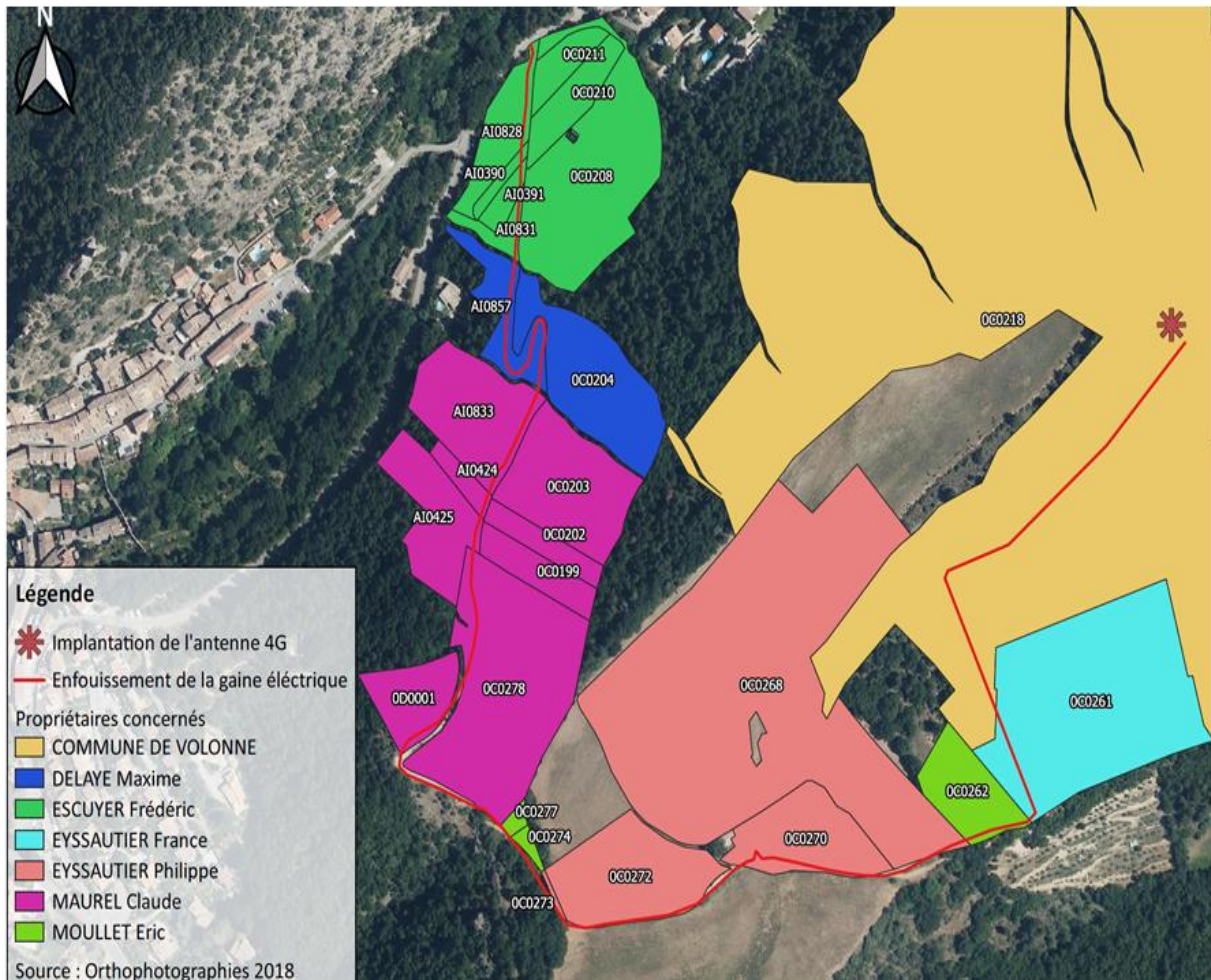 N
0C0211
0C0210
AI0828
AI0390
0C0208
AI0391
AI0831
AI0857
0C0218
0C0204
AI0833
AI0424
0C0203
AI0425
0C0202
0C0199
0C0278
0D0001
0C0268
0C0261
0C0262
0C0277
0C0274
0C0270
0C0272
0C0273
Légende
Implantation de l'antenne 4G
Enfouissement de la gaine éléctrique
Propriétaires concernés
COMMUNE DE VOLONNE
DELAYE Maxime
ESCUYER Frédéric
EYSSAUTIER France
EYSSAUTIER Philippe
MAUREL Claude
MOULLET Eric
Source : Orthophotographies 2018